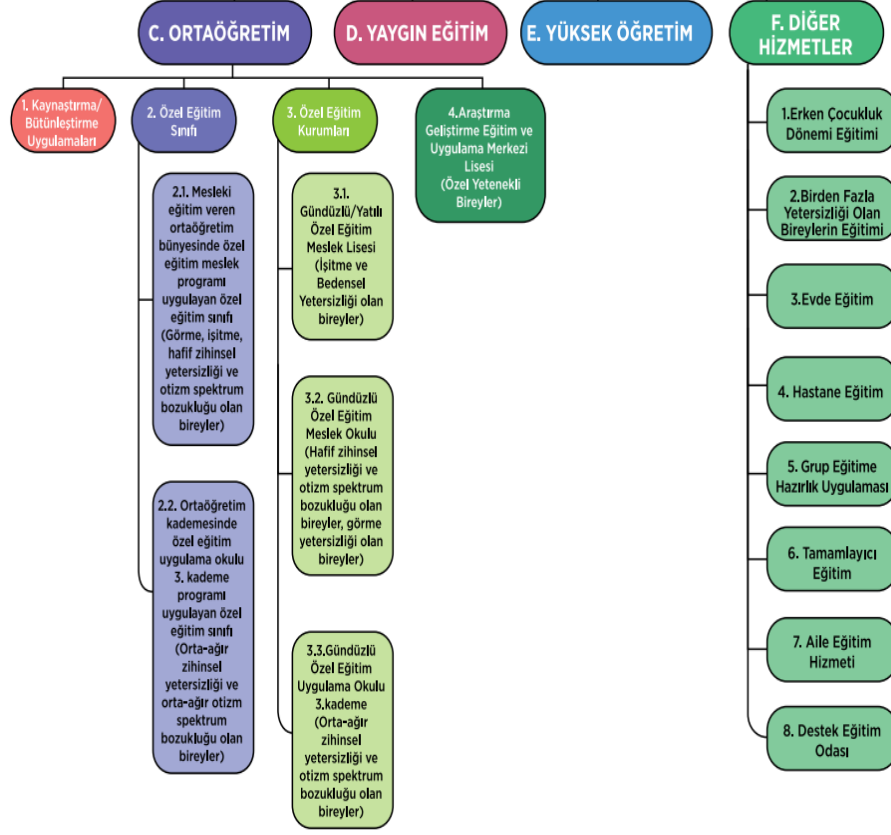 C. ORTAÖĞRETİM
D. YAYGIN EĞİTİM
E. YÜKSEK ÖĞRETİM
F. DİĞER
HİZMETLER
1. Kaynaştırma/
Bütünleştirme
Uygulamaları
2. Özel Eğitim
Sınıfı
2.1. Mesleki
eğitim veren
ortaöğretim
bünyesinde özel
eğitim meslek
programı
uygulayan özel
eğitim sınıfı
(Görme, işitme,
hafif zihinsel
yetersizliği ve
otizm spektrum
bozukluğu olan
bireyler)
2.2. Ortaöğretim
kademesinde
özel eğitim
uygulama okulu
3. kademe
programı
uygulayan özel
eğitim sınıfı
(Orta-ağır
zihinsel
yetersizliği ve
orta-ağır otizm
spektrum
bozukluğu olan
bireyler)
3. Özel Eğitim
Kurumları
3.1.
Gündüzlü/Yatılı
Özel Eğitim
Meslek Lisesi
(İşitme ve
Bedensel
Yetersizliği olan
bireyler)
3.2. Gündüzlü
Özel Eğitim
Meslek Okulu
(Hafif zihinsel
yetersizliği ve
otizm spektrum
bozukluğu olan
bireyler, görme
yetersizliği olan
bireyler)
3.3.Gündüzlü
Özel Eğitim
Uygulama Okulu
3.kademe
(Orta-ağır
zihinsel
yetersizliği ve
otizm spektrum
bozukluğu olan
bireyler)
4.Araştırma
Geliştirme Eğitim ve
Uygulama Merkezi
Lisesi
(Özel Yetenekli
Bireyler)
1.Erken Çocukluk
Dönemi Eğitimi
2.Birden Fazla
Yetersizliği Olan
Bireylerin Eğitimi
3.Evde Eğitim
4. Hastane Eğitim
5. Grup Eğitime
Hazırlık Uygulaması
6. Tamamlayıcı
Eğitim
7. Aile Eğitim
Hizmeti
8. Destek Eğitim
Odası